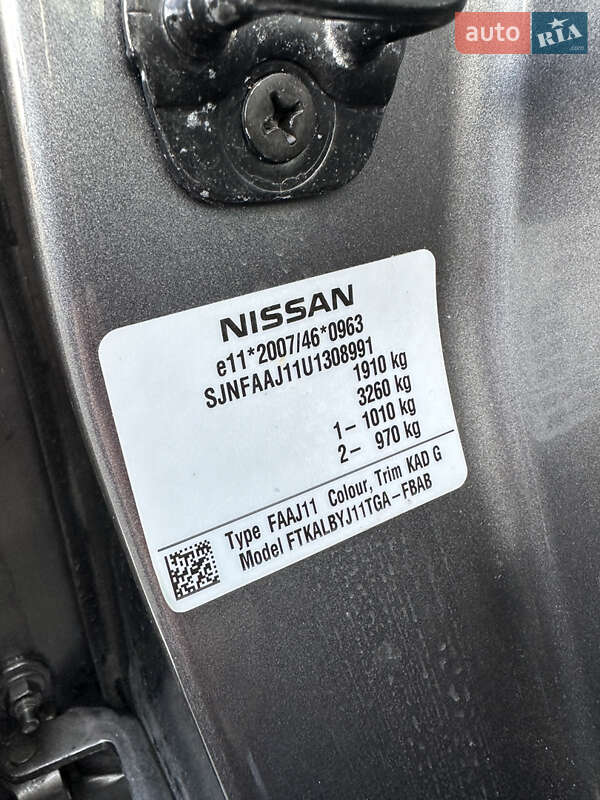 auto RIA .com
NISSAN
e11*2007/46*0963
SJNFAAJ11U1308991
1910 kg
3260 kg
1– 1010 kg
2– 970 kg
Type FAAJ11 Colour, Trim KAD G
Model FTKALBYJ11TGA–FBAB